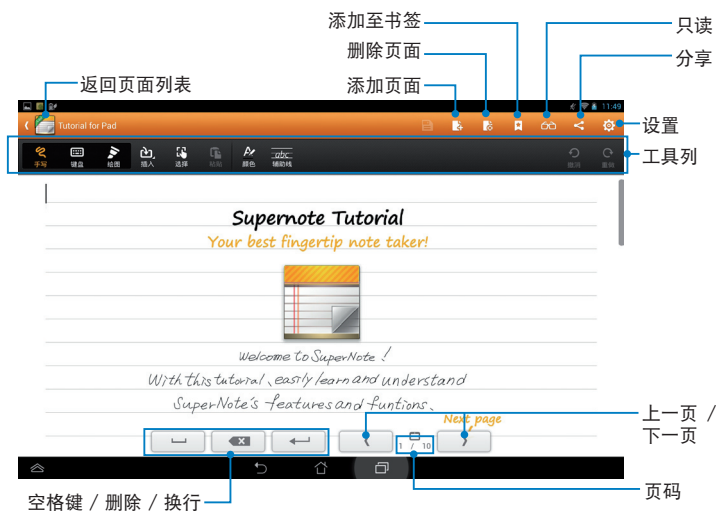 添加至书签
只读
删除页面
分享
返回页面列表
添加页面
11:49
Tutorial for Pad
设置
工具列
手写 键盘 绘图 插入 选择 粘贴 颜色 abc 辅助线 撤消 重做
Supernote Tutorial
Your best fingertip note taker!
Welcome to SuperNote !
With this tutorial, easily learn and understand
SuperNote's features and funtions.
Next page
上一页 /
下一页
1 / 10
页码
空格键 / 删除 / 换行